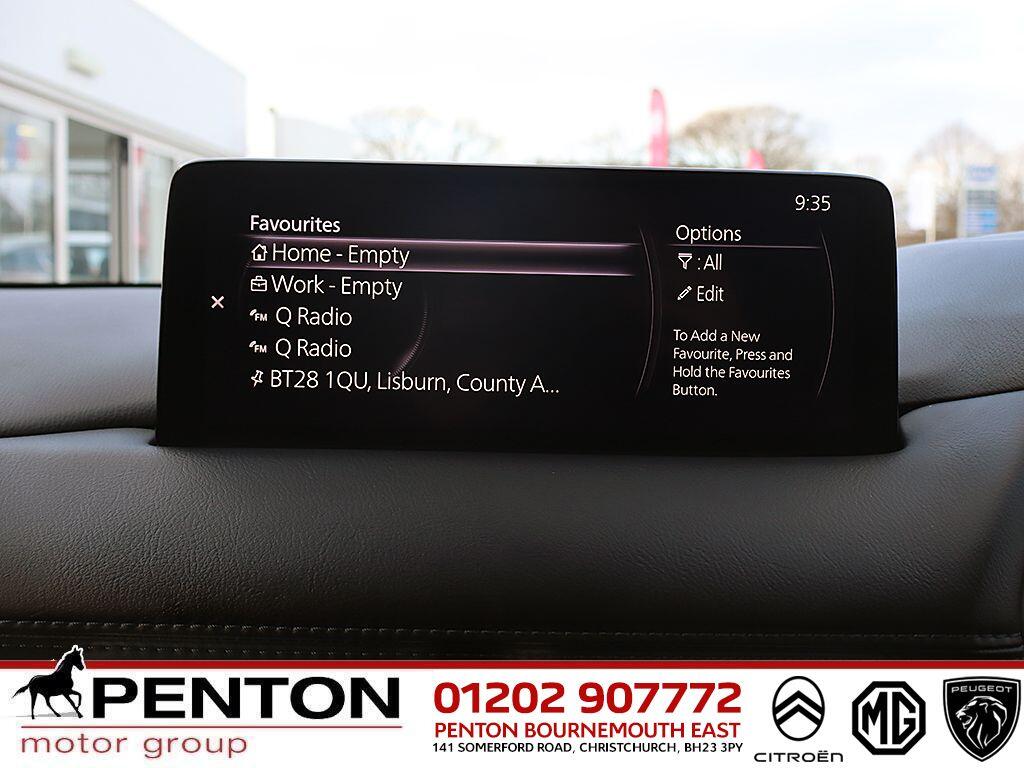 9:35
Favourites
Home - Empty
Work - Empty
FM Q Radio
FM Q Radio
BT28 1QU, Lisburn, County A...
Options
: All
Edit
To Add a New
Favourite, Press and
Hold the Favourites
Button.
PENTON
motor group
01202 907772
PENTON BOURNEMOUTH EAST
141 SOMERFORD ROAD, CHRISTCHURCH, BH23 3PY
CITROËN
MG
PEUGEOT